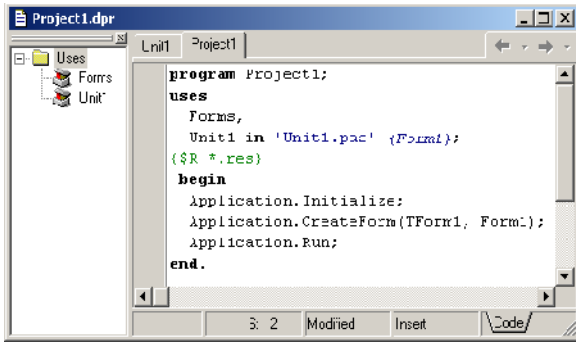 Project1.dpr
Unit1 Project1
Uses
Forms
Unit1
program Project1;
uses
Forms,
Unit1 in 'Unit1.pas' {Form1};
{$R *.res}
begin
Application.Initialize;
Application.CreateForm(TForm1, Form1);
Application.Run;
end.
6: 2 Modified Insert Code